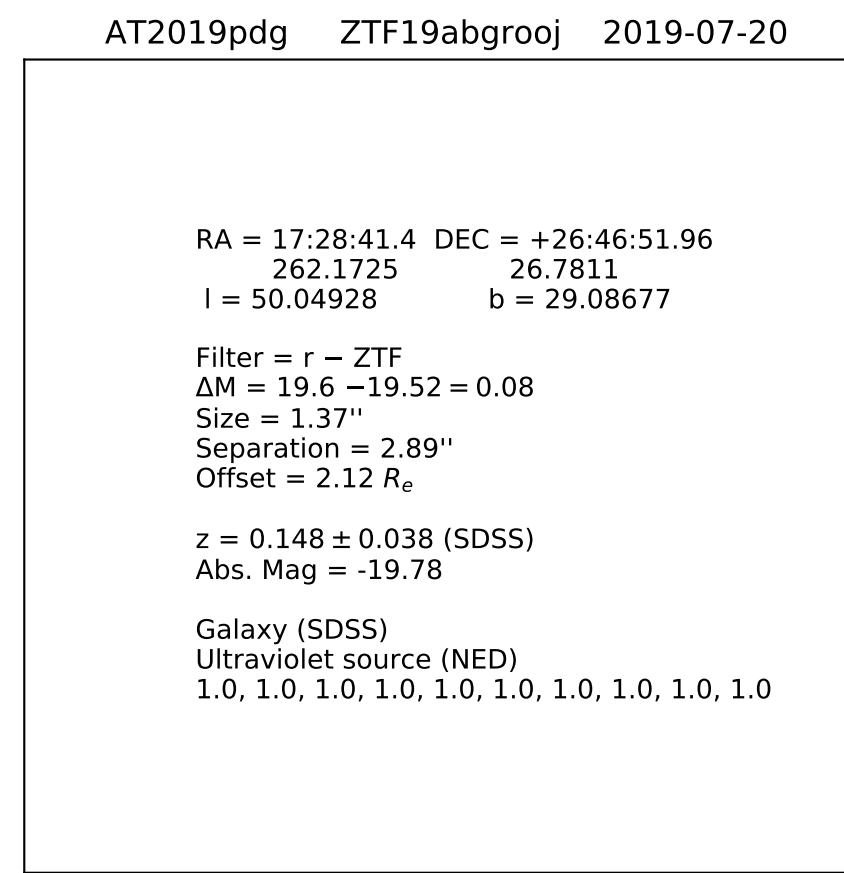 AT2019pdg ZTF19abgrooj 2019-07-20
RA = 17:28:41.4 DEC = +26:46:51.96
262.1725 26.7811
l = 50.04928 b = 29.08677
Filter = r − ZTF
ΔM = 19.6 −19.52 = 0.08
Size = 1.37''
Separation = 2.89''
Offset = 2.12 Rₑ
z = 0.148 ± 0.038 (SDSS)
Abs. Mag = -19.78
Galaxy (SDSS)
Ultraviolet source (NED)
1.0, 1.0, 1.0, 1.0, 1.0, 1.0, 1.0, 1.0, 1.0, 1.0